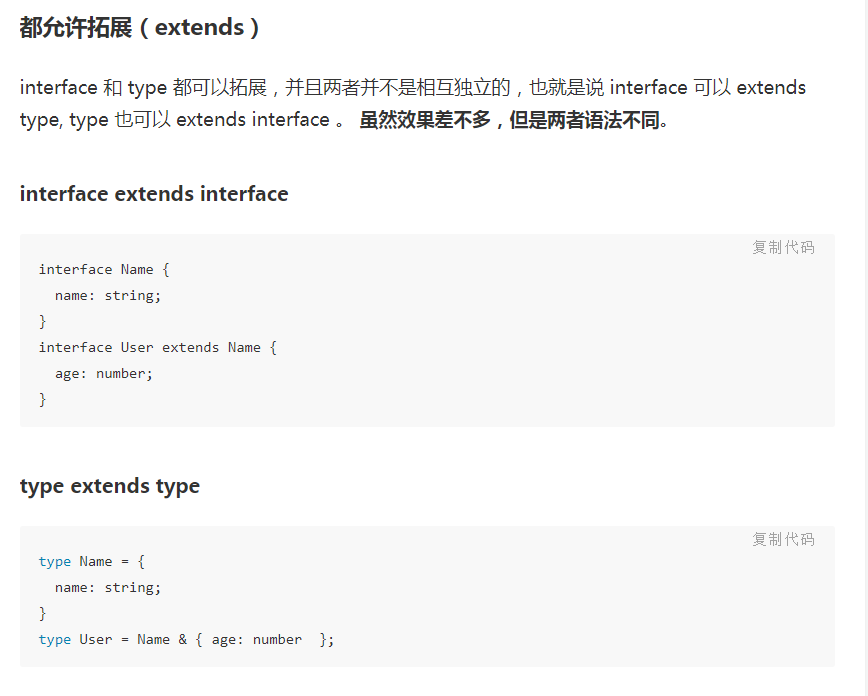 都允许拓展（extends）
interface 和 type 都可以拓展，并且两者并不是相互独立的，也就是说 interface 可以 extends
type, type 也可以 extends interface 。 虽然效果差不多，但是两者语法不同。
interface extends interface
复制代码
interface Name {
  name: string;
}
interface User extends Name {
  age: number;
}
type extends type
复制代码
type Name = {
  name: string;
}
type User = Name & { age: number  };